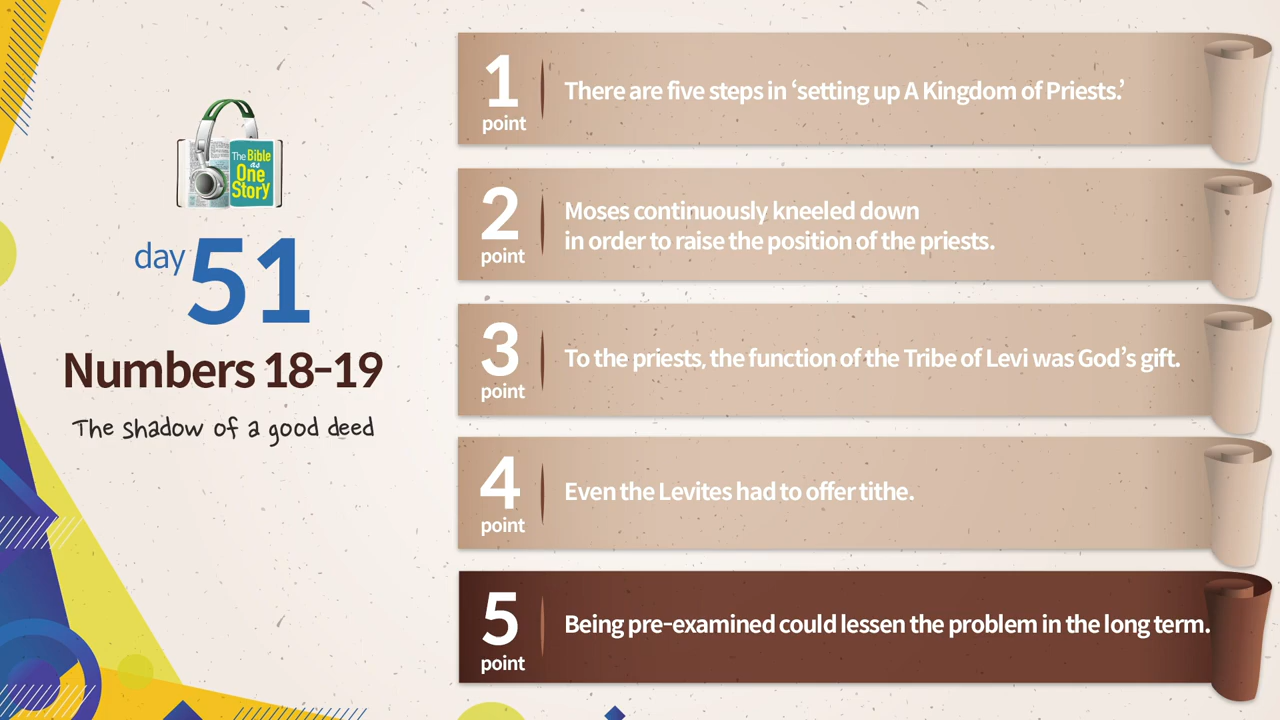 The Bible
as
One
Story
day 51
Numbers 18-19
The shadow of a good deed
1
point
There are five steps in ‘setting up A Kingdom of Priests.’
2
point
Moses continuously kneeled down
in order to raise the position of the priests.
3
point
To the priests, the function of the Tribe of Levi was God’s gift.
4
point
Even the Levites had to offer tithe.
5
point
Being pre-examined could lessen the problem in the long term.